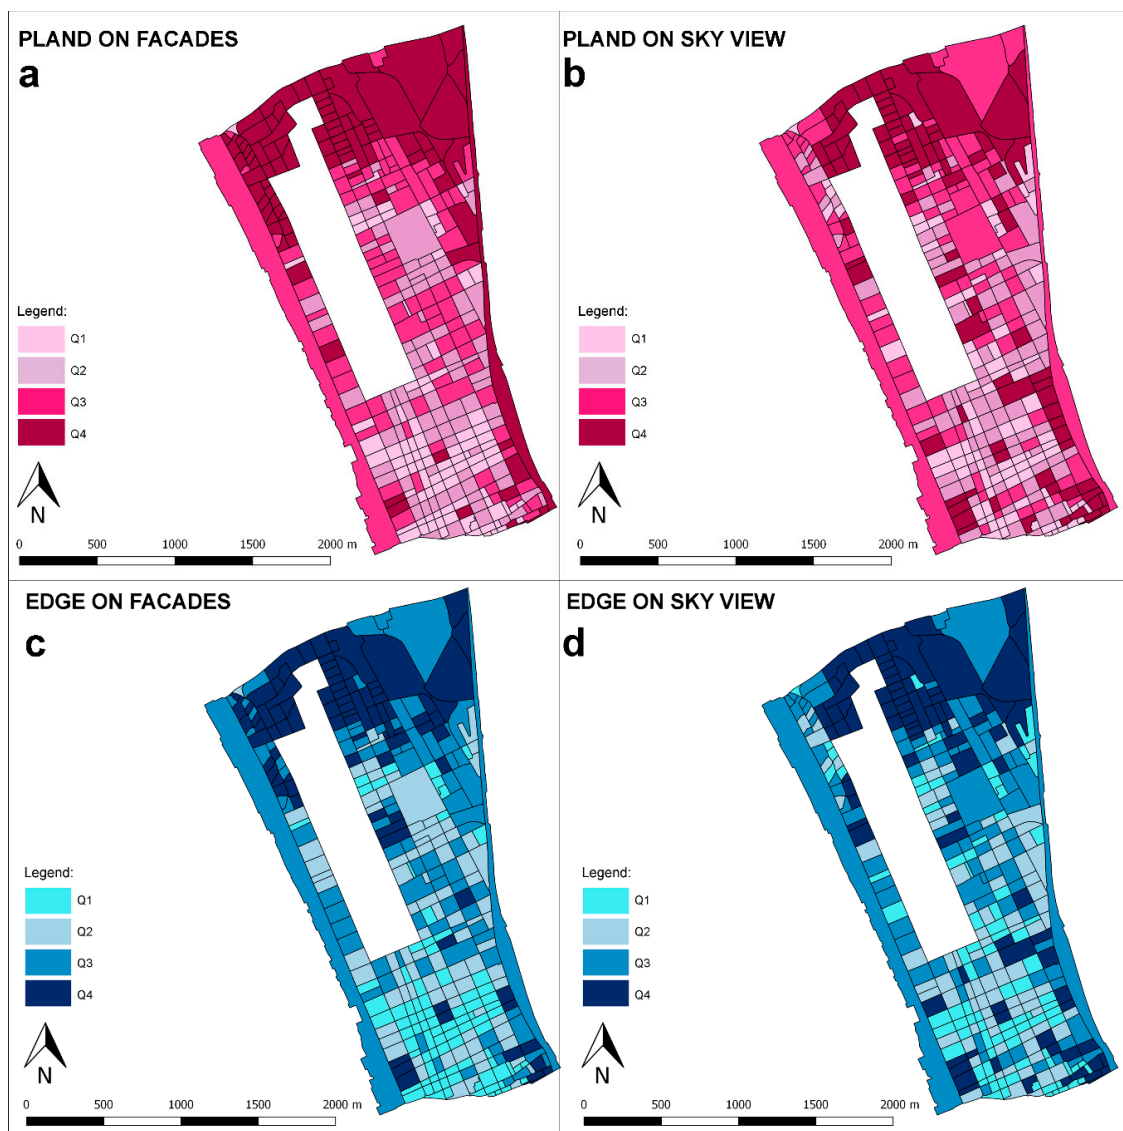 PLAND ON FACADES
a
Legend:
Q1
Q2
Q3
Q4
N
0 500 1000 1500 2000 m
PLAND ON SKY VIEW
b
Legend:
Q1
Q2
Q3
Q4
N
0 500 1000 1500 2000 m
EDGE ON FACADES
c
Legend:
Q1
Q2
Q3
Q4
N
0 500 1000 1500 2000 m
EDGE ON SKY VIEW
d
Legend:
Q1
Q2
Q3
Q4
N
0 500 1000 1500 2000 m